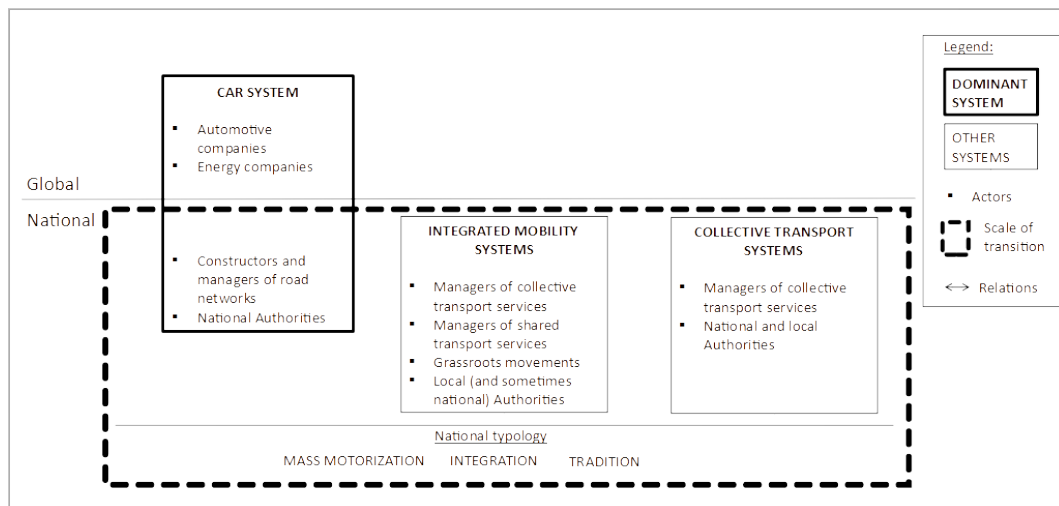 CAR SYSTEM
▪ Automotive
companies
▪ Energy companies
Global
National
▪ Constructors and
managers of road
networks
▪ National Authorities
INTEGRATED MOBILITY
SYSTEMS
▪ Managers of collective
transport services
▪ Managers of shared
transport services
▪ Grassroots movements
▪ Local (and sometimes
national) Authorities
COLLECTIVE TRANSPORT
SYSTEMS
▪ Managers of collective
transport services
▪ National and local
Authorities
National typology
MASS MOTORIZATION INTEGRATION TRADITION
Legend:
DOMINANT
SYSTEM
OTHER
SYSTEMS
▪ Actors
Scale of
transition
Relations